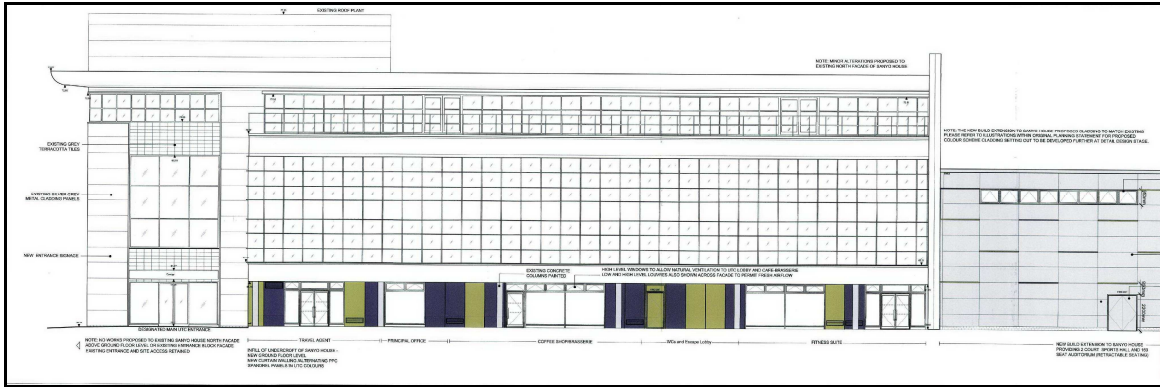 EXISTING ROOF PLANT
NOTE: MINOR ALTERATIONS PROPOSED TO
EXISTING NORTH FACADE OF SANYO HOUSE
NOTE: THE NEW BUILD EXTENSION TO SANYO HOUSE PROPOSED CLADDING TO MATCH EXISTING
PLEASE REFER TO ILLUSTRATIONS WITHIN ORIGINAL PLANNING STATEMENT FOR PROPOSED
COLOUR SCHEME CLADDING SETTING OUT TO BE DEVELOPED FURTHER AT DETAIL DESIGN STAGE.
EXISTING GREY
TERRACOTTA TILES
EXISTING SILVER GREY
METAL CLADDING PANELS
NEW ENTRANCE SIGNAGE
EXISTING CONCRETE
COLUMNS PAINTED
HIGH LEVEL WINDOWS TO ALLOW NATURAL VENTILATION TO UTC LOBBY AND CAFE-BRASSERIE
LOW AND HIGH LEVEL LOUVRES ALSO SHOWN ACROSS FACADE TO PERMIT FRESH AIRFLOW
DESIGNATED MAIN UTC ENTRANCE
NOTE: NO WORKS PROPOSED TO EXISTING SANYO HOUSE NORTH FACADE
ABOVE GROUND FLOOR LEVEL OR EXISTING ENTRANCE BLOCK FACADE
EXISTING ENTRANCE AND SITE ACCESS RETAINED
TRAVEL AGENT
PRINCIPAL OFFICE
COFFEE SHOP/BRASSERIE
WCs and Escape Lobby
FITNESS SUITE
INFILL OF UNDERCROFT OF SANYO HOUSE -
NEW GROUND FLOOR LEVEL
NEW CURTAIN WALLING ALTERNATING PPC
SPANDREL PANELS IN UTC COLOURS
NEW BUILD EXTENSION TO SANYO HOUSE
PROVIDING 2 COURT SPORTS HALL AND 169
SEAT AUDITORIUM (RETRACTABLE SEATING)